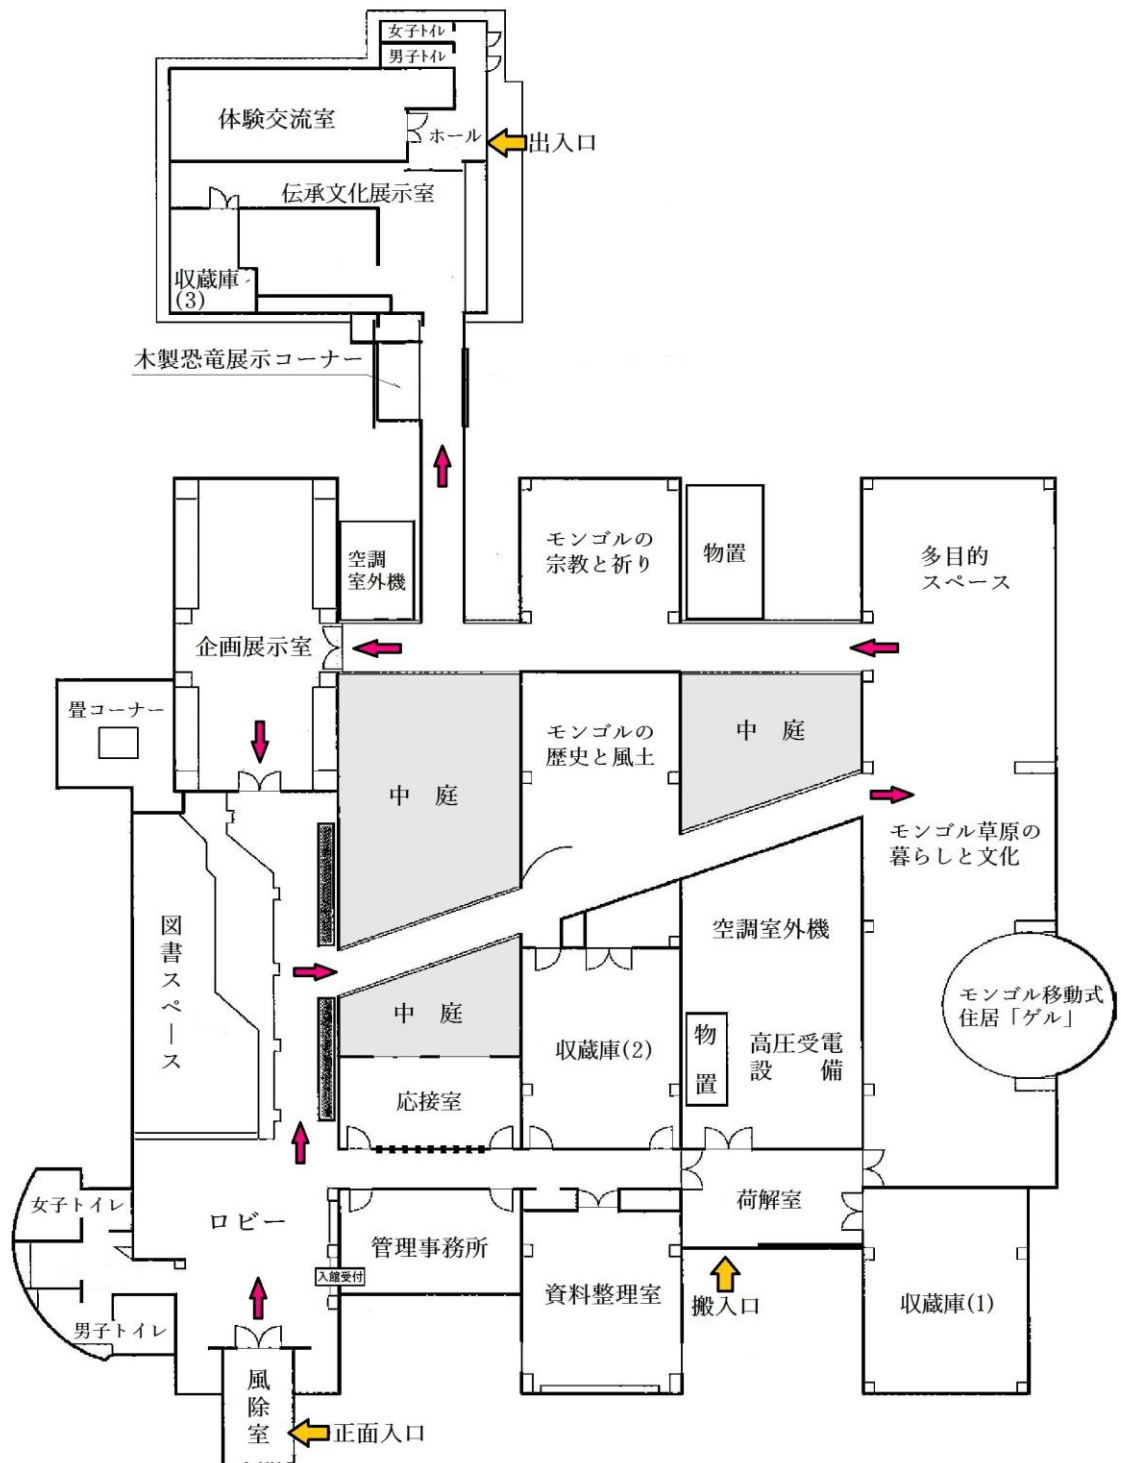 女子トイレ
男子トイレ
体験交流室
ホール
出入口
伝承文化展示室
収蔵庫
(3)
木製恐竜展示コーナー
空調
室外機
モンゴルの
宗教と祈り
物置
多目的
スペース
企画展示室
畳コーナー
中 庭
モンゴルの
歴史と風土
中 庭
モンゴル草原の
暮らしと文化
図書スペース
中 庭
空調室外機
モンゴル移動式
住居「ゲル」
応接室
収蔵庫(2)
物置
高圧受電
設 備
女子トイレ
ロビー
管理事務所
荷解室
入館受付
男子トイレ
資料整理室
搬入口
収蔵庫(1)
風除室
正面入口